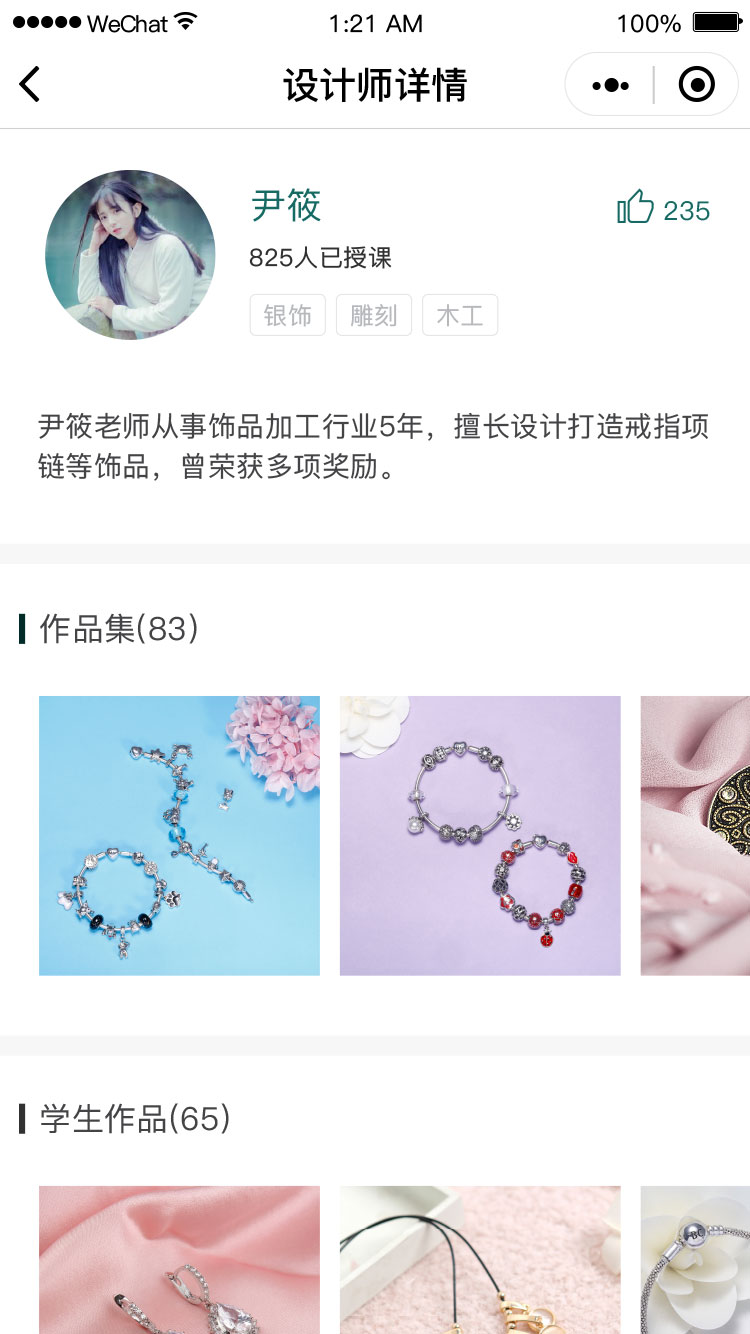 WeChat 1:21 AM 100%
设计师详情
尹筱
235
825人已授课
银饰 雕刻 木工
尹筱老师从事饰品加工行业5年，擅长设计打造戒指项
链等饰品，曾荣获多项奖励。
作品集(83)
学生作品(65)